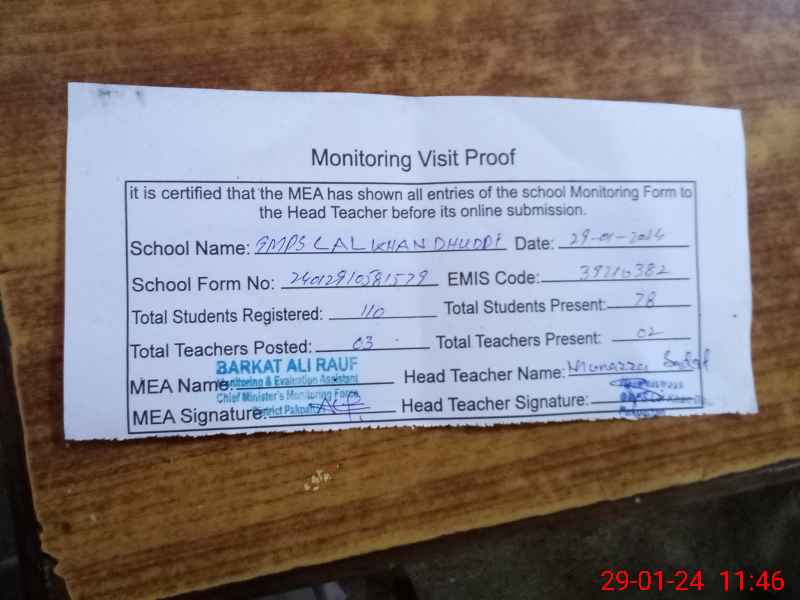 Monitoring Visit Proof
it is certified that the MEA has shown all entries of the school Monitoring Form to
the Head Teacher before its online submission.
School Name: GMPS LAL KHAN DHUDDI Date: 29-01-2024
School Form No: 24012910581579 EMIS Code: 39216382
Total Students Registered: 110 Total Students Present: 78
Total Teachers Posted: 03 Total Teachers Present: 02
BARKAT ALI RAUF
Monitoring & Evaluation Assistant
MEA Name: Head Teacher Name: Munazza Sadaf
Chief Minister's Monitoring Force
MEA Signature: District Head Teacher Signature:
29-01-24 11:46